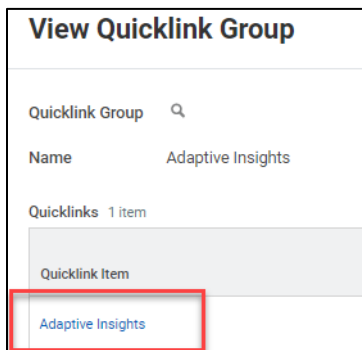 View Quicklink Group
Quicklink Group
Name Adaptive Insights
Quicklinks 1 item
Quicklink Item
Adaptive Insights